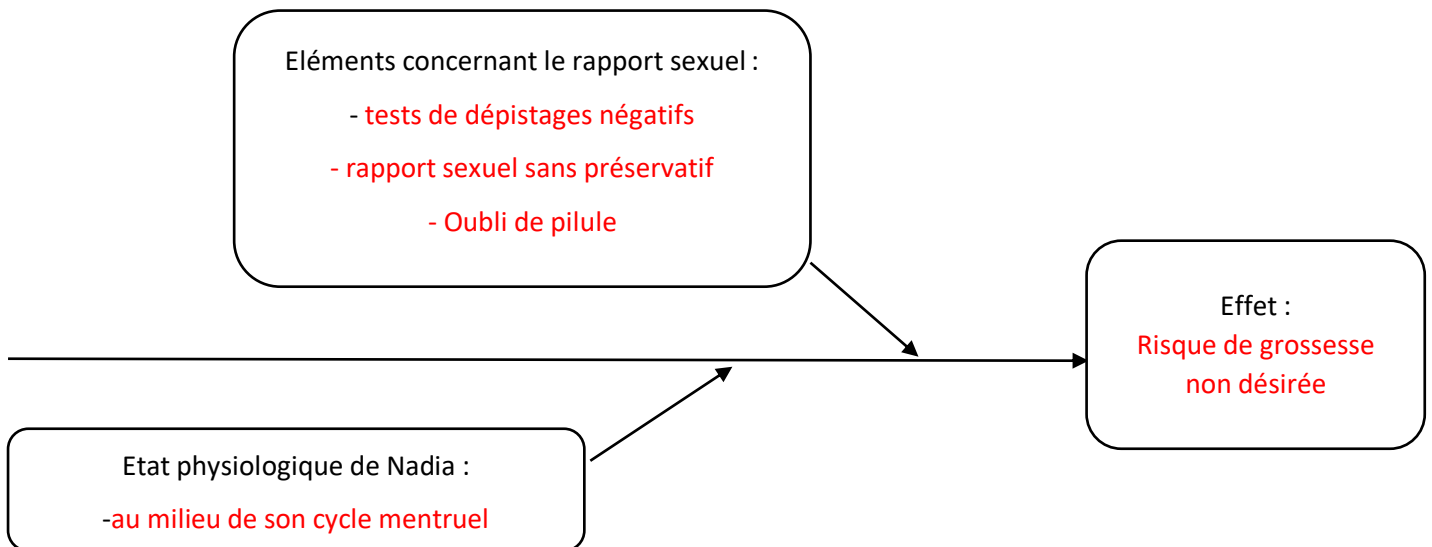 Eléments concernant le rapport sexuel :
- tests de dépistages négatifs
- rapport sexuel sans préservatif
- Oubli de pilule
Effet :
Risque de grossesse
non désirée
Etat physiologique de Nadia :
-au milieu de son cycle mentruel